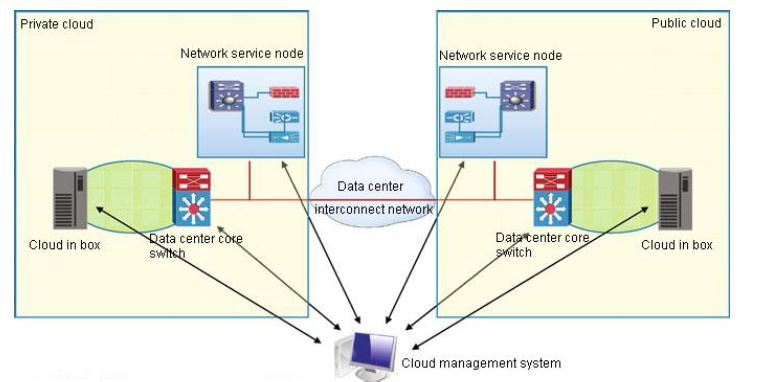 Private cloud
Public cloud
Network service node
Network service node
Data center
interconnect network
Cloud in box
Data center core
switch
Data center core
switch
Cloud in box
Cloud management system